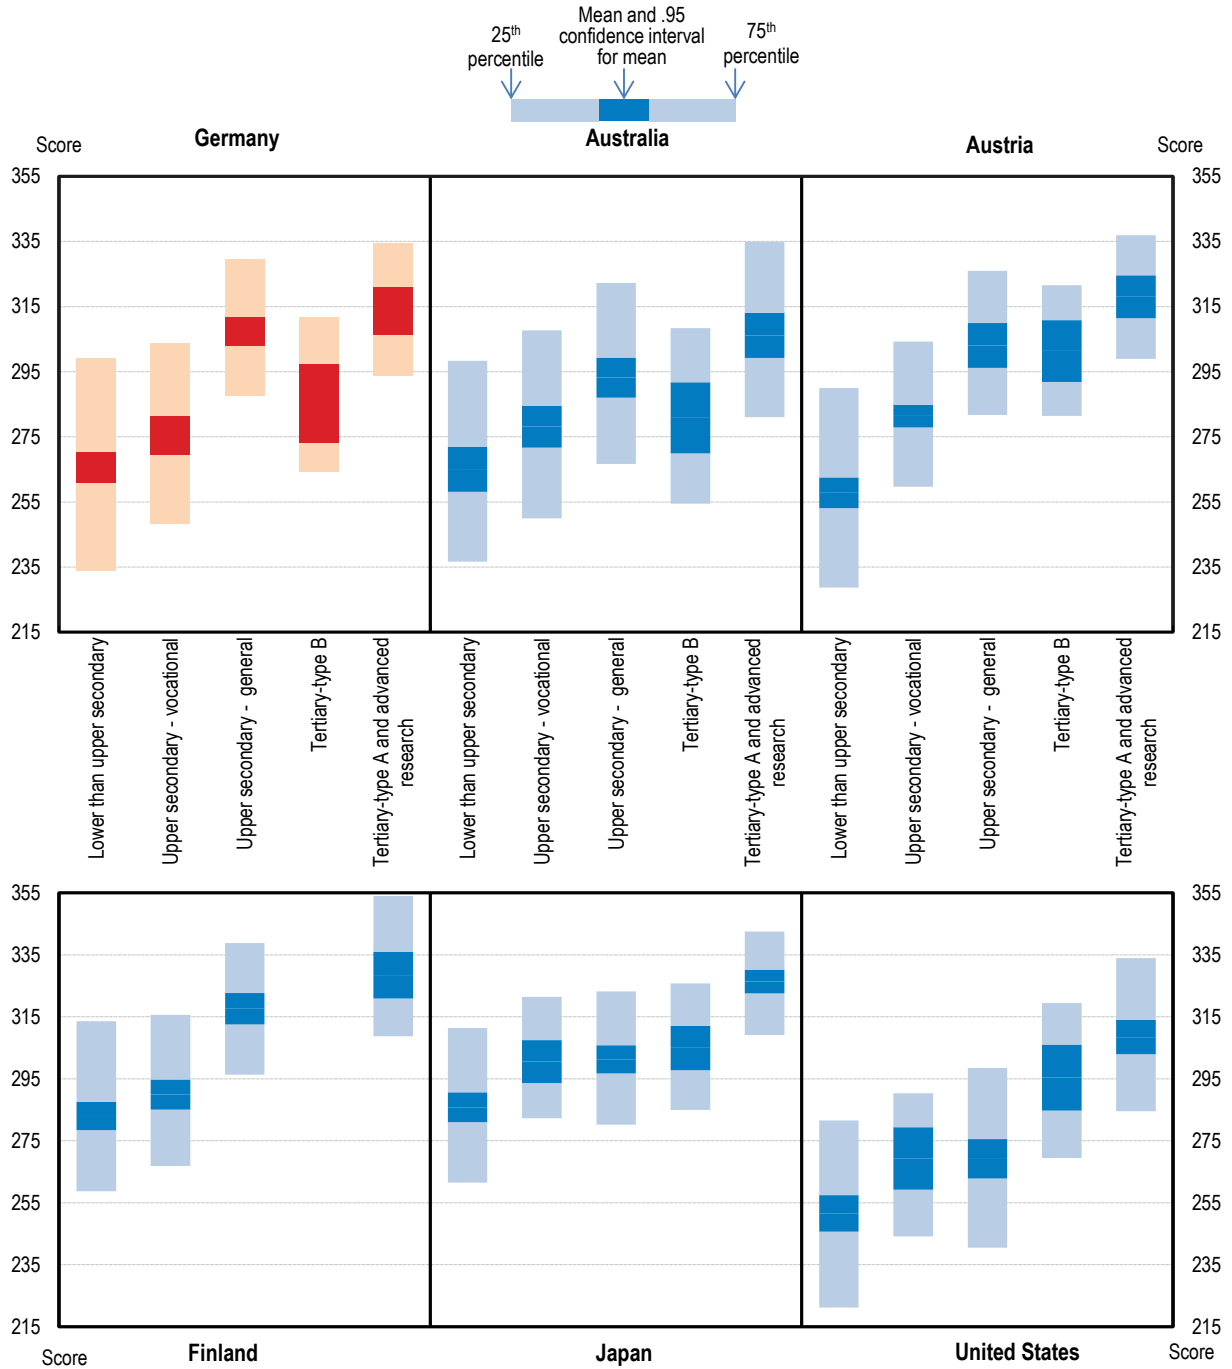 25th
percentile
Mean and .95
confidence interval
for mean
75th
percentile
Score
Germany
Australia
Austria
Score
355
335
315
295
275
255
235
215
355
335
315
295
275
255
235
215
Lower than upper secondary
Upper secondary - vocational
Upper secondary - general
Tertiary-type B
Tertiary-type A and advanced
research
Lower than upper secondary
Upper secondary - vocational
Upper secondary - general
Tertiary-type B
Tertiary-type A and advanced
research
Lower than upper secondary
Upper secondary - vocational
Upper secondary - general
Tertiary-type B
Tertiary-type A and advanced
research
355
335
315
295
275
255
235
215
355
335
315
295
275
255
235
215
Score
Finland
Japan
United States
Score